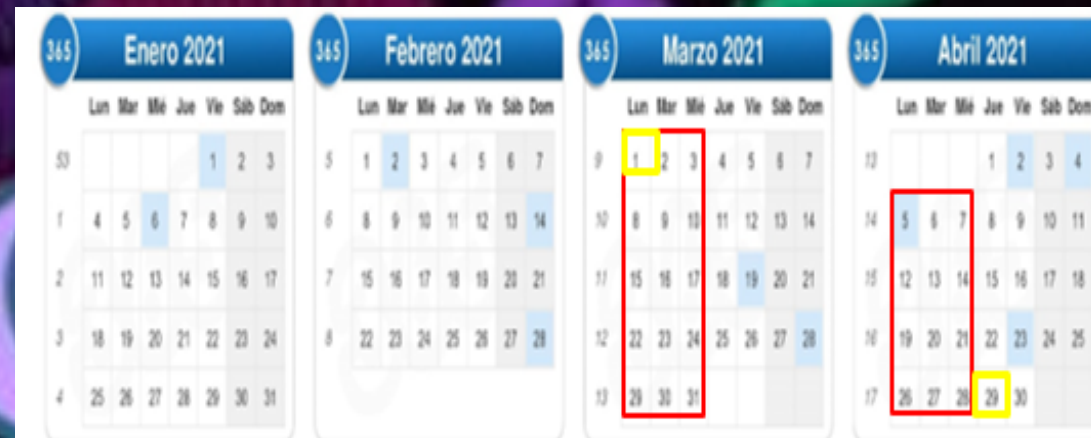 365 Enero 2021
Lun Mar Mié Jue Vie Sáb Dom
53 1 2 3
1 4 5 6 7 8 9 10
2 11 12 13 14 15 16 17
3 18 19 20 21 22 23 24
4 25 26 27 28 29 30 31
365 Febrero 2021
Lun Mar Mié Jue Vie Sáb Dom
5 1 2 3 4 5 6 7
6 8 9 10 11 12 13 14
7 15 16 17 18 19 20 21
8 22 23 24 25 26 27 28
365 Marzo 2021
Lun Mar Mié Jue Vie Sáb Dom
9 1 2 3 4 5 6 7
10 8 9 10 11 12 13 14
11 15 16 17 18 19 20 21
12 22 23 24 25 26 27 28
13 29 30 31
365 Abril 2021
Lun Mar Mié Jue Vie Sáb Dom
13 1 2 3 4
14 5 6 7 8 9 10 11
15 12 13 14 15 16 17 18
16 19 20 21 22 23 24 25
17 26 27 28 29 30